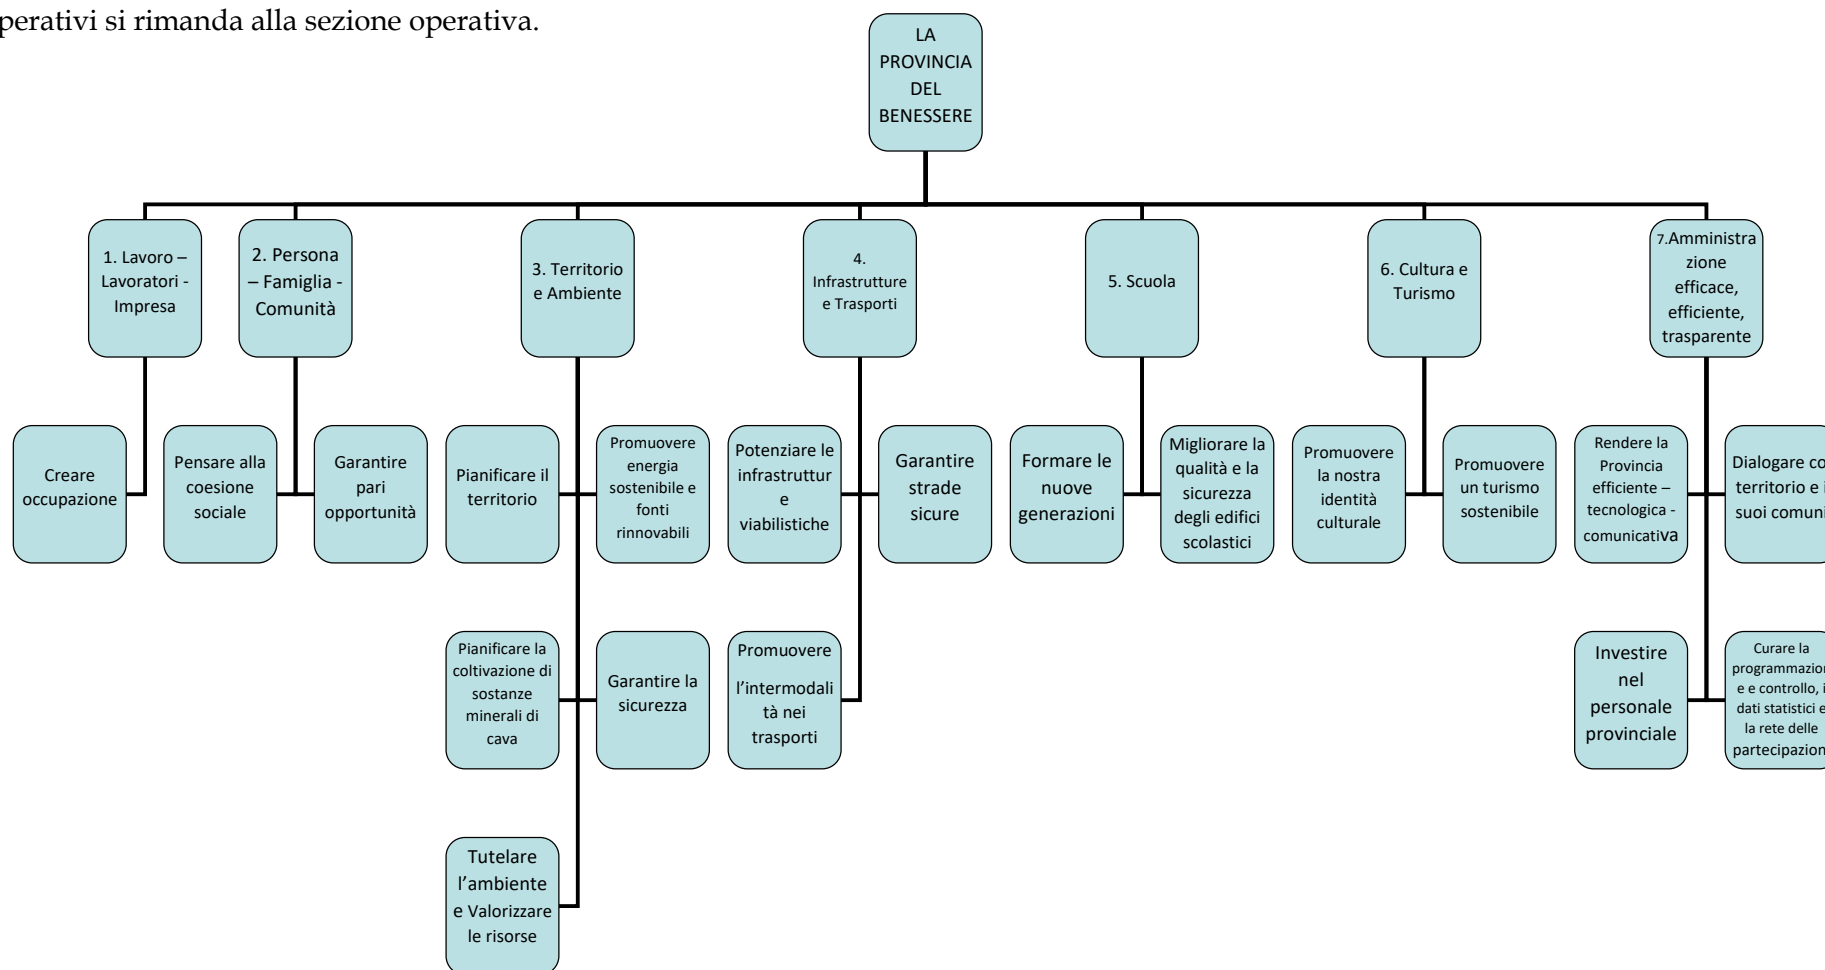 perativi si rimanda alla sezione operativa.
LA
PROVINCIA
DEL
BENESSERE
1. Lavoro –
Lavoratori -
Impresa
2. Persona
– Famiglia -
Comunità
3. Territorio
e Ambiente
4.
Infrastrutture
e Trasporti
5. Scuola
6. Cultura e
Turismo
7.Amministra
zione
efficace,
efficiente,
trasparente
Creare
occupazione
Pensare alla
coesione
sociale
Garantire
pari
opportunità
Pianificare il
territorio
Promuovere
energia
sostenibile e
fonti
rinnovabili
Potenziare le
infrastruttur
e
viabilistiche
Garantire
strade
sicure
Formare le
nuove
generazioni
Migliorare la
qualità e la
sicurezza
degli edifici
scolastici
Promuovere
la nostra
identità
culturale
Promuovere
un turismo
sostenibile
Rendere la
Provincia
efficiente –
tecnologica -
comunicativa
Dialogare co
territorio e i
suoi comuni
Pianificare la
coltivazione di
sostanze
minerali di
cava
Garantire la
sicurezza
Promuovere
l’intermodali
tà nei
trasporti
Investire
nel
personale
provinciale
Curare la
programmazion
e e controllo, i
dati statistici e
la rete delle
partecipazion
Tutelare
l’ambiente
e Valorizzare
le risorse